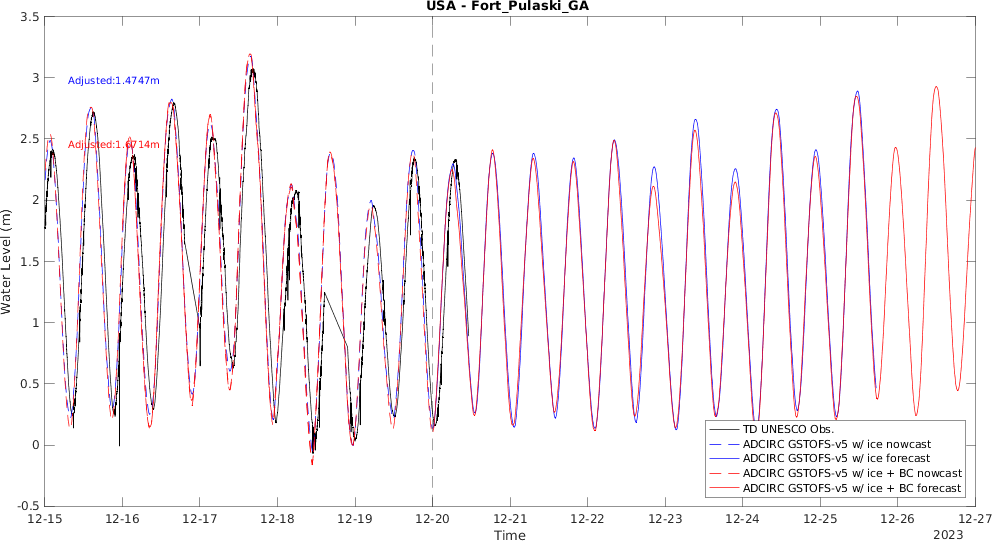 USA - Fort_Pulaski_GA
3.5
3
2.5
2
1.5
1
0.5
0
-0.5
Water Level (m)
Adjusted:1.4747m
Adjusted:1.6714m
TD UNESCO Obs.
ADCIRC GSTOFS-v5 w/ ice nowcast
ADCIRC GSTOFS-v5 w/ ice forecast
ADCIRC GSTOFS-v5 w/ ice + BC nowcast
ADCIRC GSTOFS-v5 w/ ice + BC forecast
12-15 12-16 12-17 12-18 12-19 12-20 12-21 12-22 12-23 12-24 12-25 12-26 12-27
Time
2023